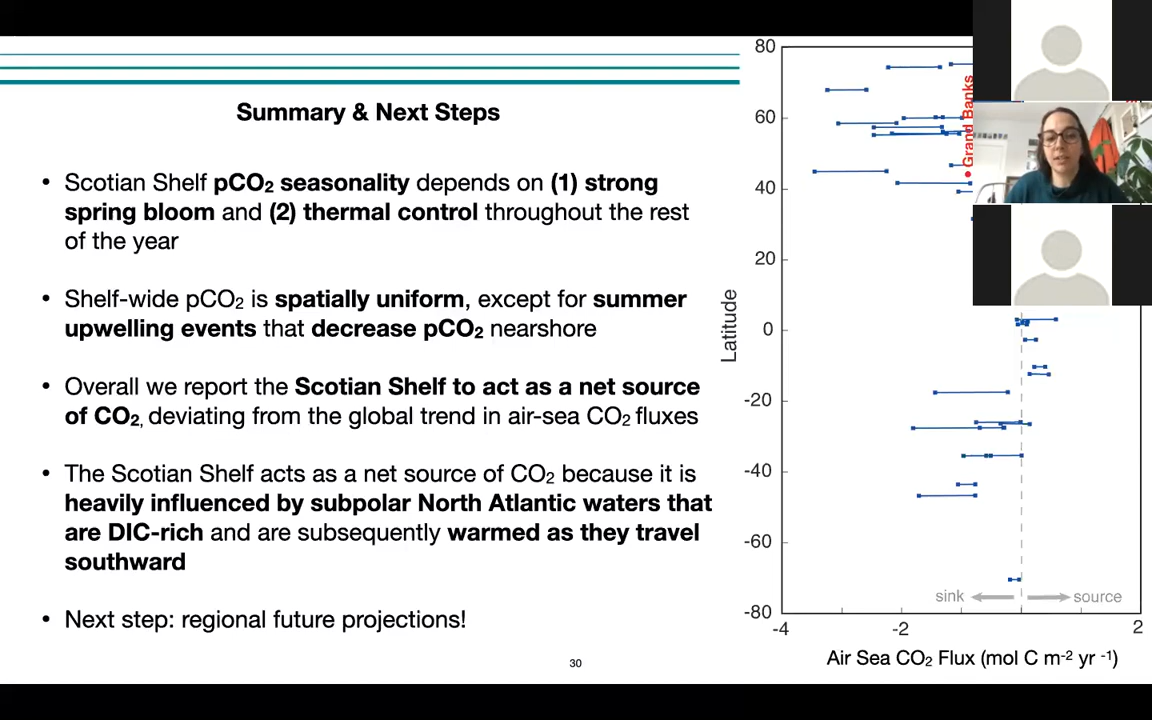 Summary & Next Steps
• Scotian Shelf pCO₂ seasonality depends on (1) strong
spring bloom and (2) thermal control throughout the rest
of the year
• Shelf-wide pCO₂ is spatially uniform, except for summer
upwelling events that decrease pCO₂ nearshore
• Overall we report the Scotian Shelf to act as a net source
of CO₂, deviating from the global trend in air-sea CO₂ fluxes
• The Scotian Shelf acts as a net source of CO₂ because it is
heavily influenced by subpolar North Atlantic waters that
are DIC-rich and are subsequently warmed as they travel
southward
• Next step: regional future projections!
30
80
60
40
20
0
-20
-40
-60
-80
Latitude
• Grand Banks
sink
source
-4
-2
0
2
Air Sea CO₂ Flux (mol C m⁻² yr ⁻¹)